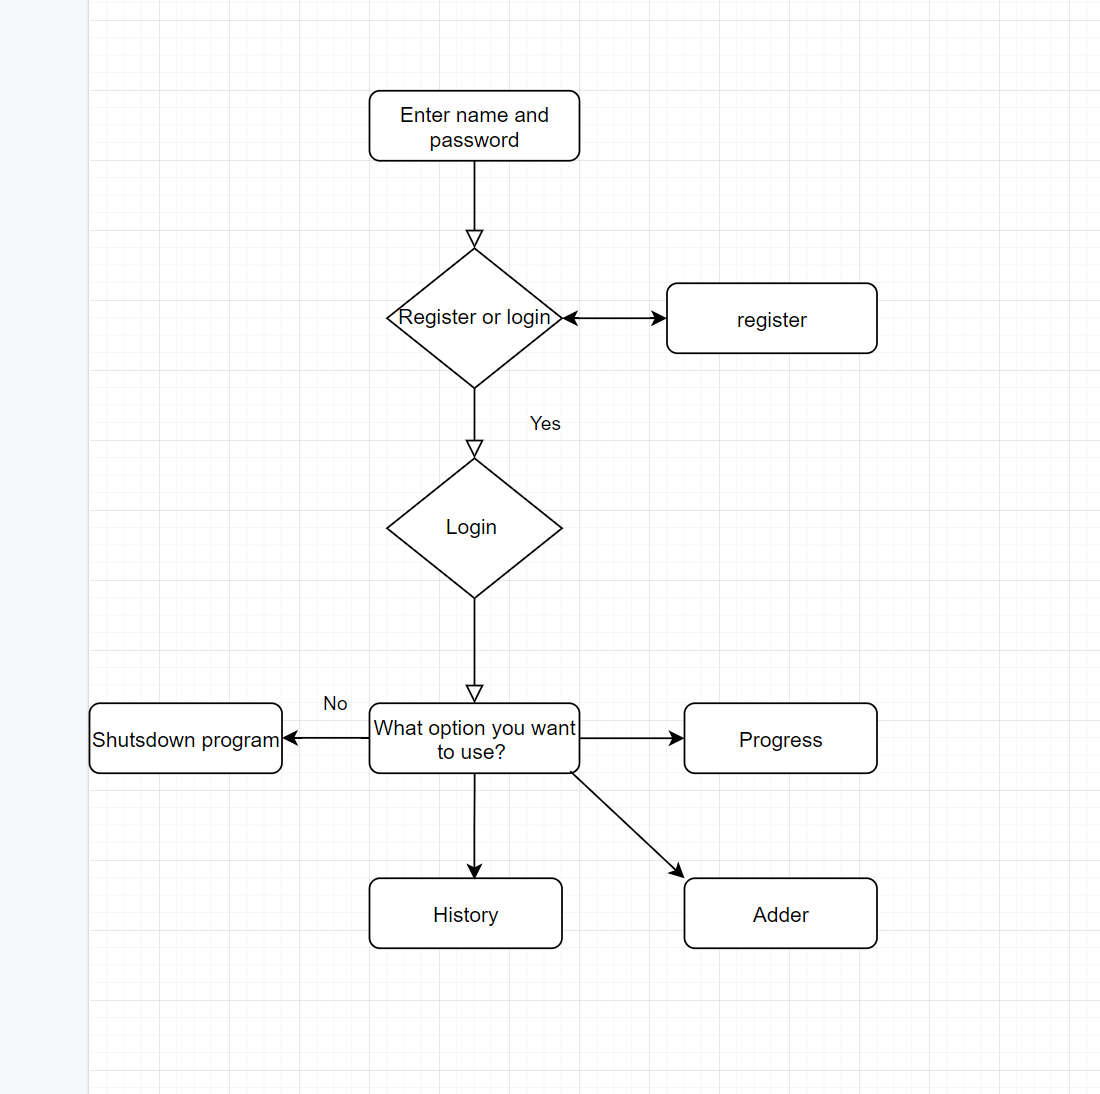 Enter name and
password
Register or login
register
Yes
Login
No
Shutsdown program
What option you want
to use?
Progress
History
Adder